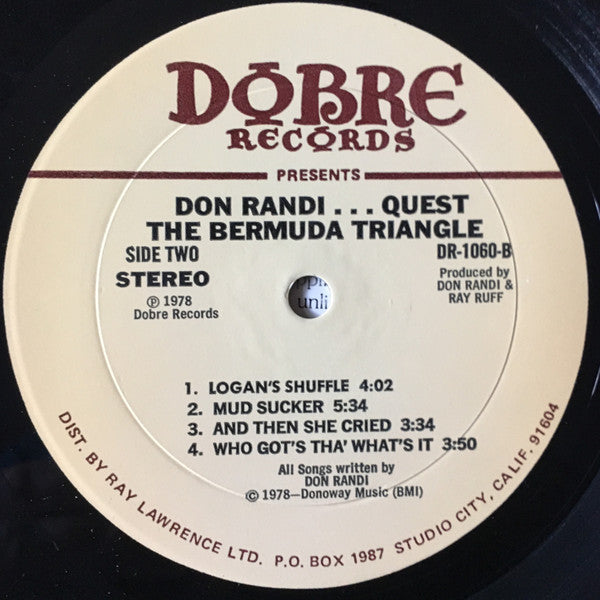 DOBRE
RECORDS
PRESENTS
DON RANDI . . . QUEST
THE BERMUDA TRIANGLE
SIDE TWO
DR-1060-B
STEREO
Produced by
DON RANDI &
RAY RUFF
℗ 1978
Dobre Records
unli
1. LOGAN'S SHUFFLE 4:02
2. MUD SUCKER 5:34
3. AND THEN SHE CRIED 3:34
4. WHO GOT'S THA' WHAT'S IT 3:50
All Songs written by
DON RANDI
© 1978—Donoway Music (BMI)
DIST. BY RAY LAWRENCE LTD. P.O. BOX 1987 STUDIO CITY, CALIF. 91604